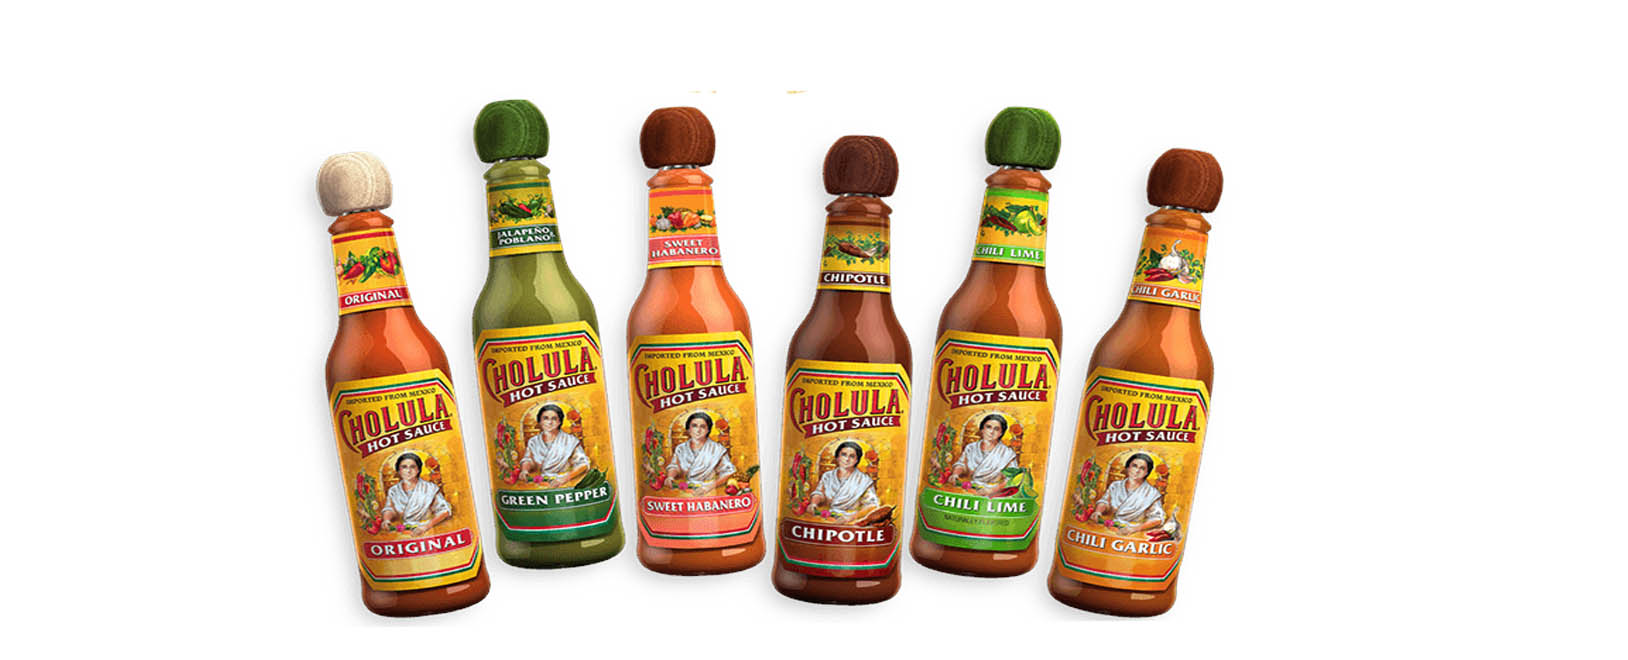 ORIGINAL
IMPORTED FROM MEXICO
CHOLULA
HOT SAUCE
ORIGINAL
JALAPEÑO
POBLANO
IMPORTED FROM MEXICO
CHOLULA
HOT SAUCE
GREEN PEPPER
SWEET
HABANERO
IMPORTED FROM MEXICO
CHOLULA
HOT SAUCE
SWEET HABANERO
CHIPOTLE
IMPORTED FROM MEXICO
CHOLULA
HOT SAUCE
CHIPOTLE
CHILI LIME
IMPORTED FROM MEXICO
CHOLULA
HOT SAUCE
CHILI LIME
NATURALLY FLAVORED
CHILI GARLIC
IMPORTED FROM MEXICO
CHOLULA
HOT SAUCE
CHILI GARLIC